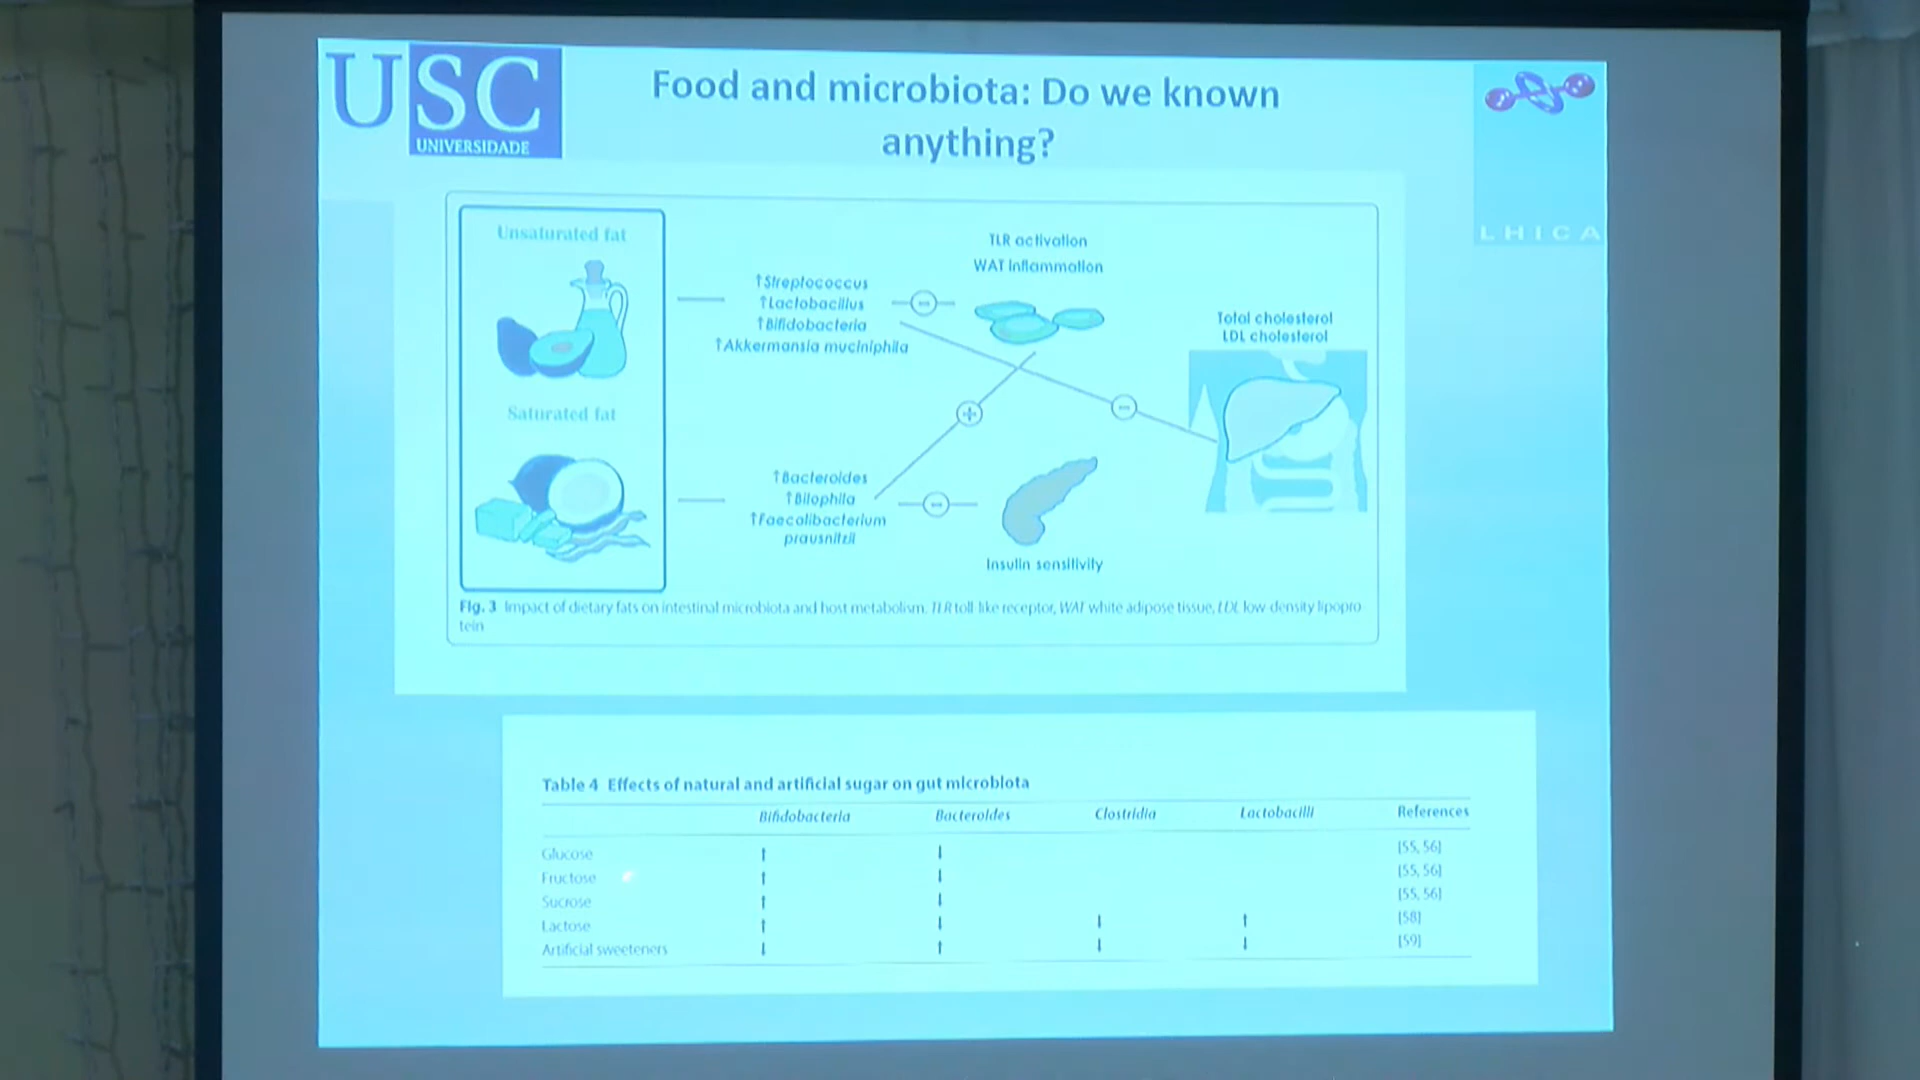 USC
UNIVERSIDADE
Food and microbiota: Do we known
anything?
LHICA
Unsaturated fat
Saturated fat
↑Streptococcus
↑Lactobacillus
↑Bifidobacteria
↑Akkermansia muciniphila
TLR activation
WAT inflammation
Total cholesterol
LDL cholesterol
↑Bacteroides
↑Bilophila
↑Faecalibacterium
prausnitzii
Insulin sensitivity
Fig. 3 Impact of dietary fats on intestinal microbiota and host metabolism. TLR toll like receptor, WAT white adipose tissue, LDL low density lipopro
tein
Table 4 Effects of natural and artificial sugar on gut microbiota
Bifidobacteria Bacteroides Clostridia Lactobacilli References
Glucose ↑ ↓ [55, 56]
Fructose ↑ ↓ [55, 56]
Sucrose ↑ ↓ [55, 56]
Lactose ↑ ↓ ↓ ↑ [58]
Artificial sweeteners ↓ ↑ ↓ ↓ [59]